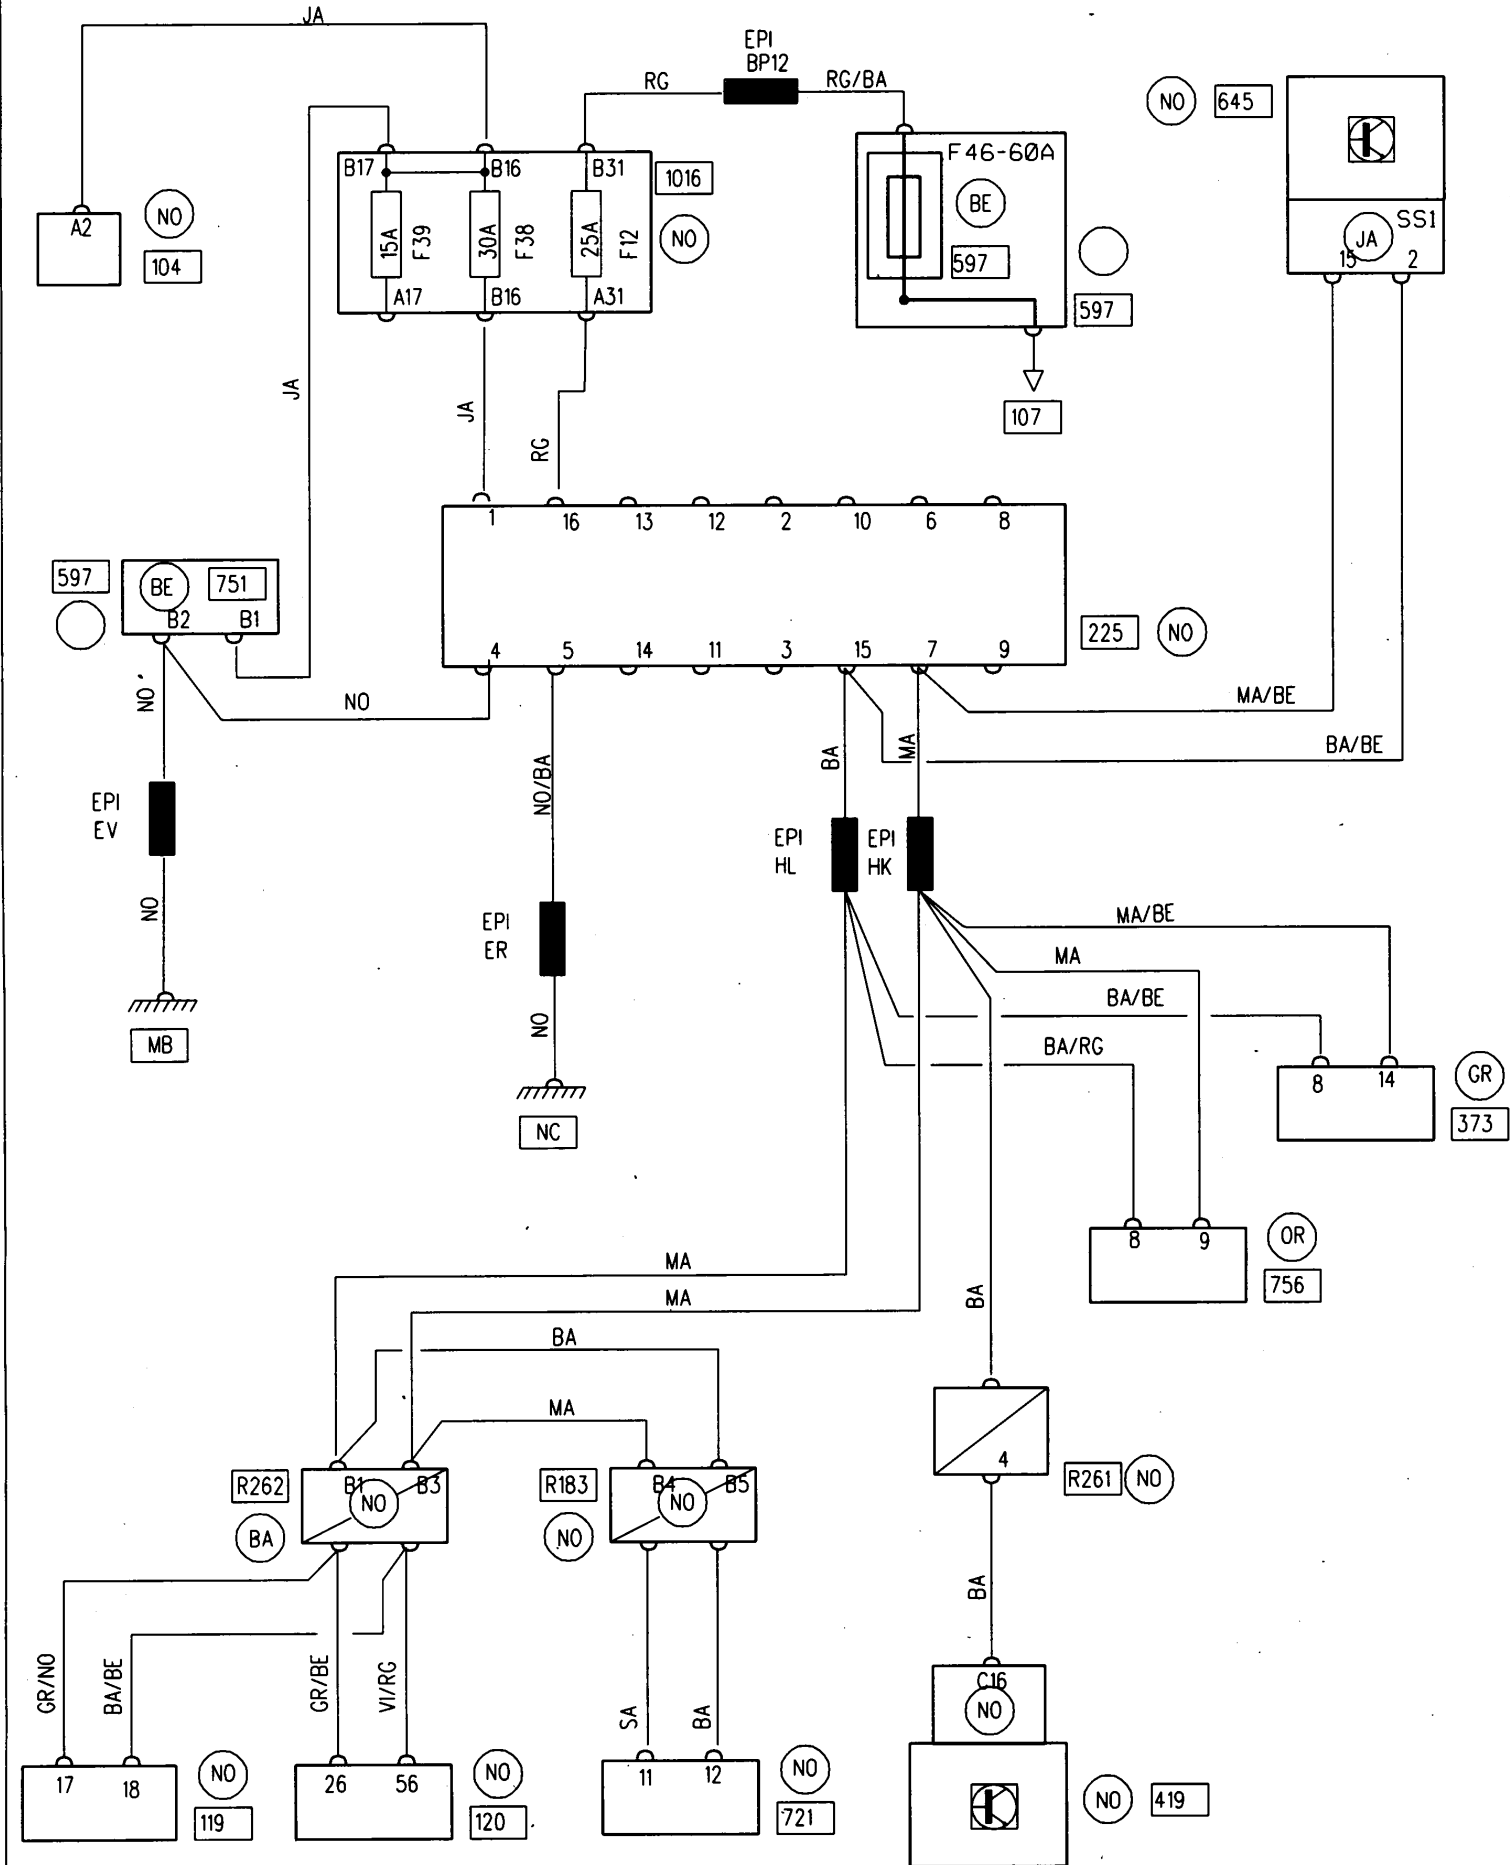 JA
EPI
BP12
RG
RG/BA
NO
645
B17
B16
B31
1016
F46-60A
BE
597
A2
NO
104
15A
F39
30A
F38
25A
F12
NO
JA
SS1
15
2
A17
B16
A31
597
107
JA
JA
RG
1
16
13
12
2
10
6
8
597
BE
751
B2
B1
225
NO
4
5
14
11
3
15
7
9
NO
NO
MA/BE
BA/BE
NO/BA
BA
MA
EPI
EV
EPI
HL
EPI
HK
NO
EPI
ER
MA/BE
MA
BA/BE
BA/RG
NO
MB
NC
8
14
GR
373
8
9
OR
756
MA
MA
BA
BA
MA
R262
B1
B3
NO
BA
R183
B4
B5
NO
NO
4
R261
NO
BA
GR/NO
BA/BE
GR/BE
VI/RG
SA
BA
C16
NO
17
18
NO
119
26
56
NO
120
11
12
NO
721
NO
419